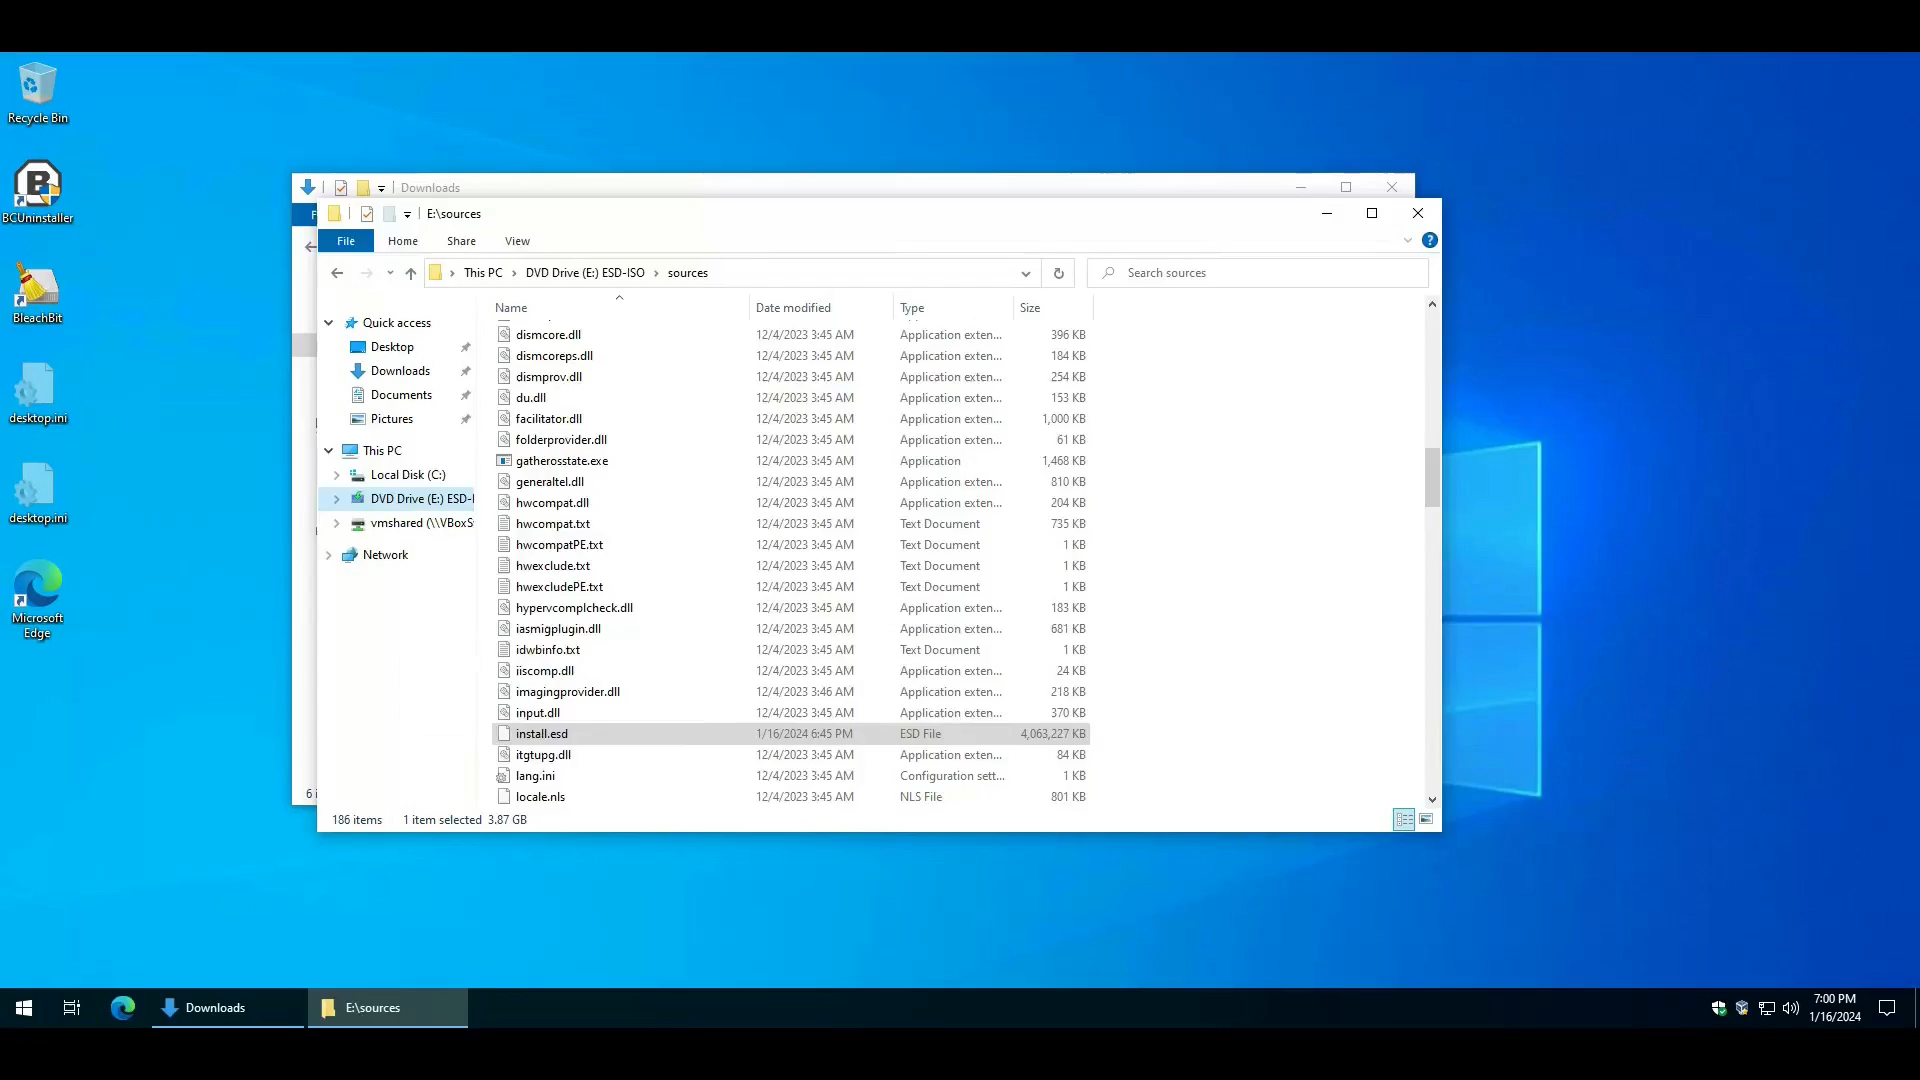 Recycle Bin
BCUninstaller
BleachBit
desktop.ini
desktop.ini
Microsoft
Edge
Downloads
E:\sources
File
Home
Share
View
This PC
DVD Drive (E:) ESD-ISO
sources
Search sources
Quick access
Desktop
Downloads
Documents
Pictures
This PC
Local Disk (C:)
DVD Drive (E:) ESD-I
vmshared (\\VBoxS
Network
Name Date modified Type Size
dismcore.dll 12/4/2023 3:45 AM Application exten... 396 KB
dismcoreps.dll 12/4/2023 3:45 AM Application exten... 184 KB
dismprov.dll 12/4/2023 3:45 AM Application exten... 254 KB
du.dll 12/4/2023 3:45 AM Application exten... 153 KB
facilitator.dll 12/4/2023 3:45 AM Application exten... 1,000 KB
folderprovider.dll 12/4/2023 3:45 AM Application exten... 61 KB
gatherosstate.exe 12/4/2023 3:45 AM Application 1,468 KB
generaltel.dll 12/4/2023 3:45 AM Application exten... 810 KB
hwcompat.dll 12/4/2023 3:45 AM Application exten... 204 KB
hwcompat.txt 12/4/2023 3:45 AM Text Document 735 KB
hwcompatPE.txt 12/4/2023 3:45 AM Text Document 1 KB
hwexclude.txt 12/4/2023 3:45 AM Text Document 1 KB
hwexcludePE.txt 12/4/2023 3:45 AM Text Document 1 KB
hypervcomplcheck.dll 12/4/2023 3:45 AM Application exten... 183 KB
iasmigplugin.dll 12/4/2023 3:45 AM Application exten... 681 KB
idwbinfo.txt 12/4/2023 3:45 AM Text Document 1 KB
iiscomp.dll 12/4/2023 3:45 AM Application exten... 24 KB
imagingprovider.dll 12/4/2023 3:46 AM Application exten... 218 KB
input.dll 12/4/2023 3:45 AM Application exten... 370 KB
install.esd 1/16/2024 6:45 PM ESD File 4,063,227 KB
itgtupg.dll 12/4/2023 3:45 AM Application exten... 84 KB
lang.ini 12/4/2023 3:45 AM Configuration sett... 1 KB
locale.nls 12/4/2023 3:45 AM NLS File 801 KB
6 i
186 items 1 item selected 3.87 GB
Downloads
E:\sources
7:00 PM
1/16/2024